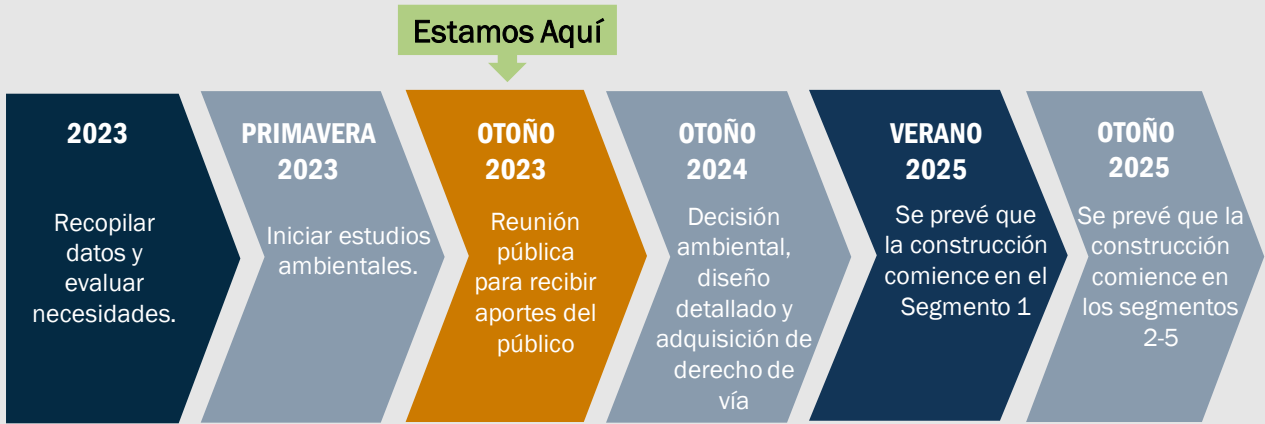 Estamos Aquí
2023
Recopilar
datos y
evaluar
necesidades.
PRIMAVERA
2023
Iniciar estudios
ambientales.
OTOÑO
2023
Reunión
pública
para recibir
aportes del
público
OTOÑO
2024
Decisión
ambiental,
diseño
detallado y
adquisición de
derecho de
vía
VERANO
2025
Se prevé que
la construcción
comience en el
Segmento 1
OTOÑO
2025
Se prevé que la
construcción
comience en
los segmentos
2-5